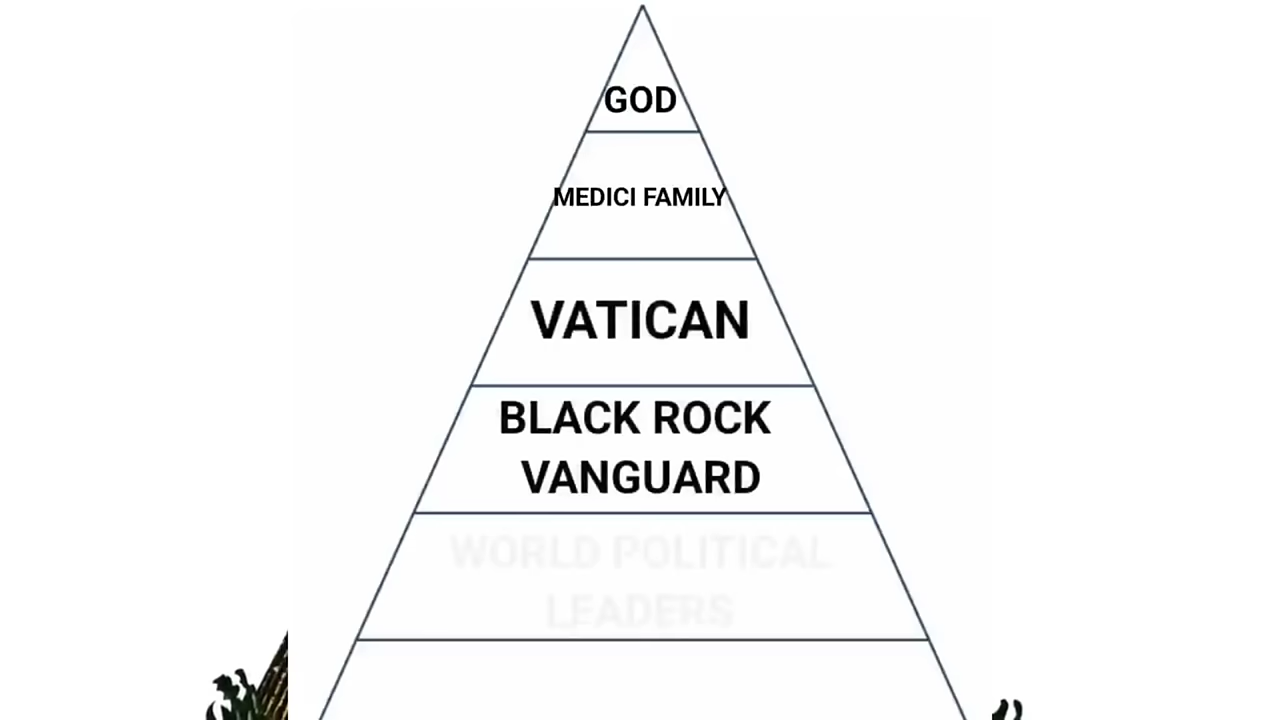 GOD
MEDICI FAMILY
VATICAN
BLACK ROCK
VANGUARD
WORLD POLITICAL
LEADERS